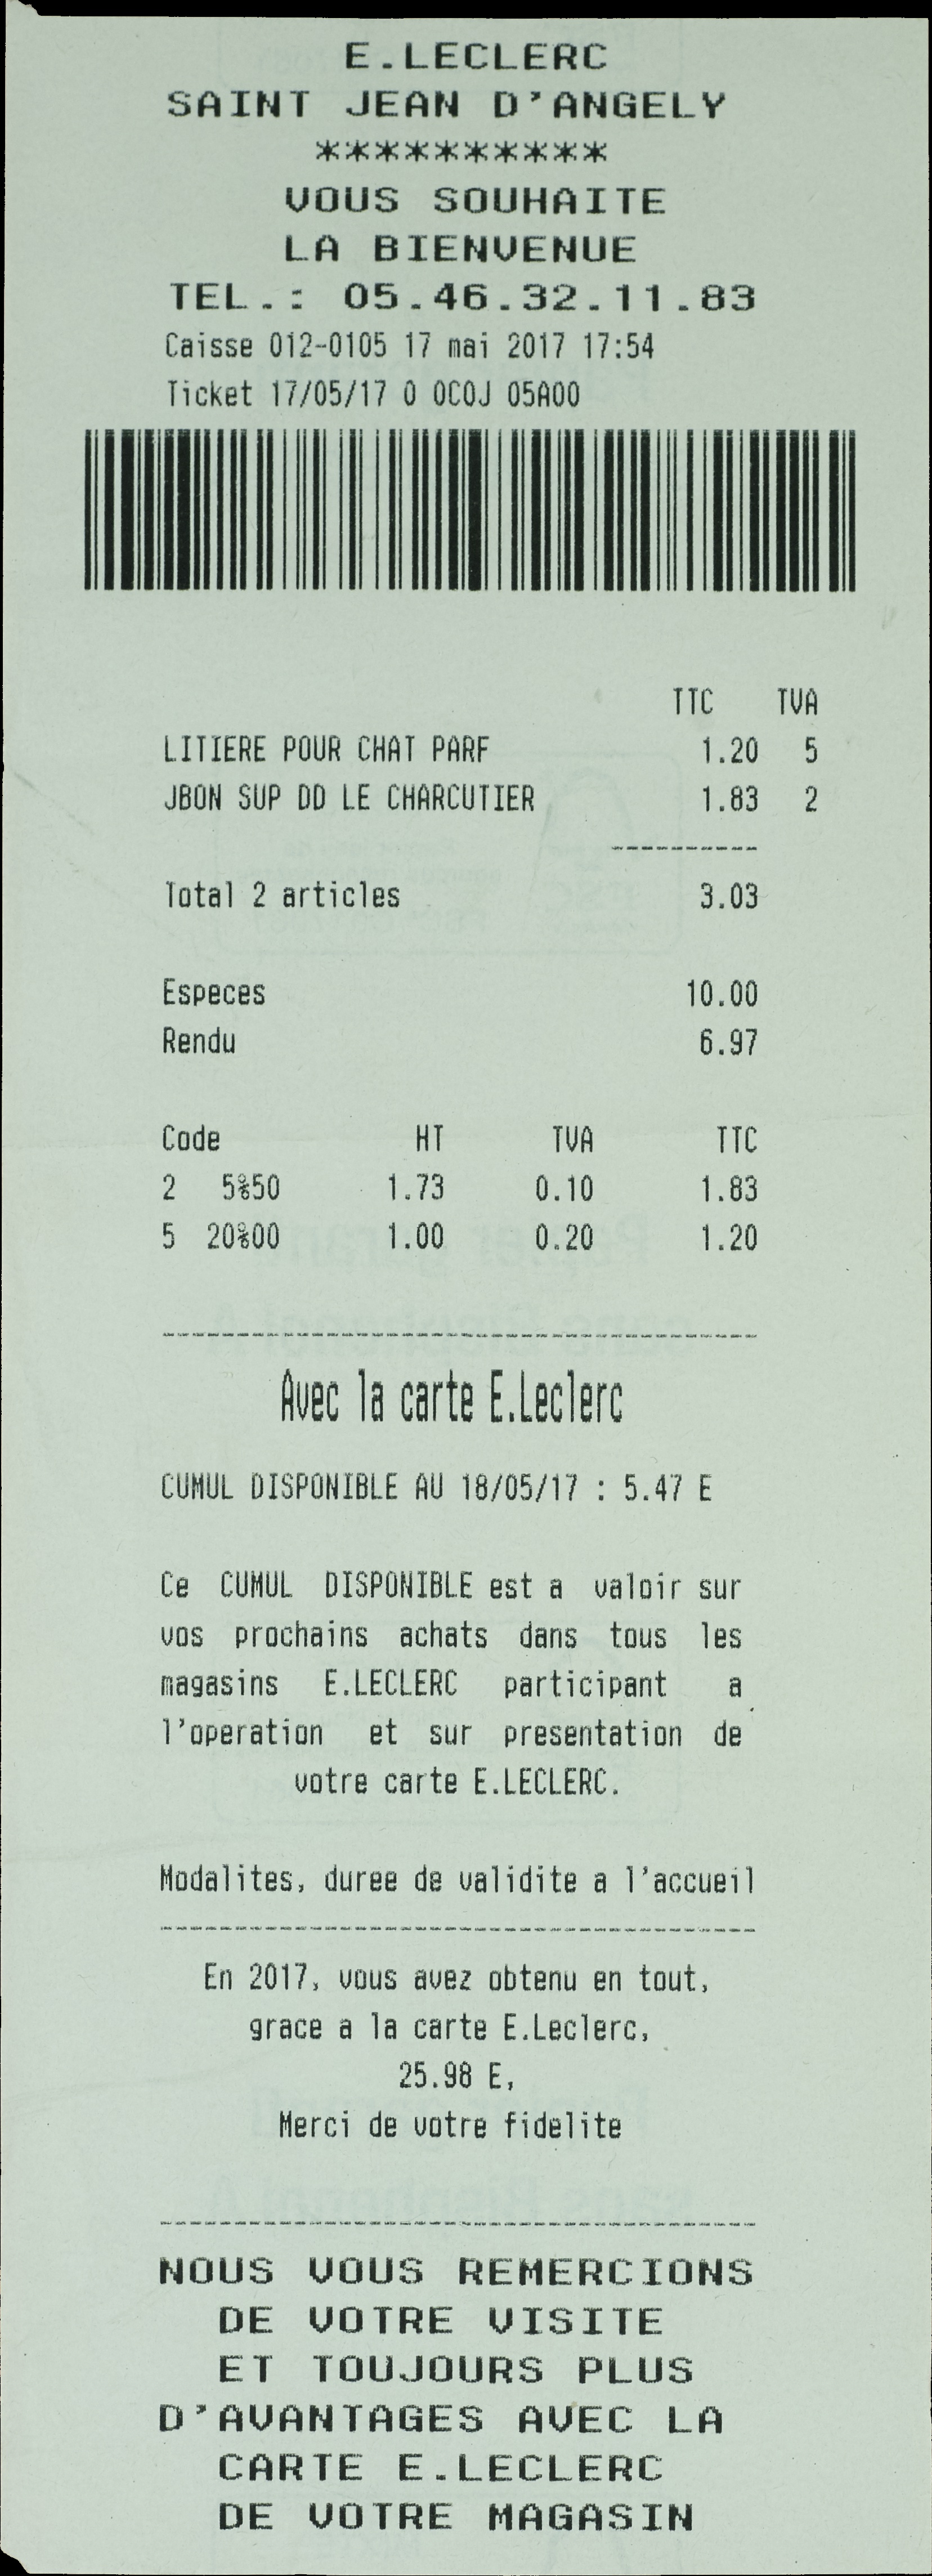 E.LECLERC
SAINT JEAN D'ANGELY
**********
VOUS SOUHAITE
LA BIENVENUE
TEL.: 05.46.32.11.83
Caisse 012-0105 17 mai 2017 17:54
Ticket 17/05/17 0 0C0J 05A00
TTC TVA
LITIERE POUR CHAT PARF 1.20 5
JBON SUP DD LE CHARCUTIER 1.83 2
----------
Total 2 articles 3.03
Especes 10.00
Rendu 6.97
Code HT TVA TTC
2 5%50 1.73 0.10 1.83
5 20%00 1.00 0.20 1.20
----------------------------------------
Avec la carte E.Leclerc
CUMUL DISPONIBLE AU 18/05/17 : 5.47 E
Ce CUMUL DISPONIBLE est a valoir sur
vos prochains achats dans tous les
magasins E.LECLERC participant a
l'operation et sur presentation de
votre carte E.LECLERC.
Modalites, duree de validite a l'accueil
----------------------------------------
En 2017, vous avez obtenu en tout,
grace a la carte E.Leclerc,
25.98 E,
Merci de votre fidelite
----------------------------------------
NOUS VOUS REMERCIONS
DE VOTRE VISITE
ET TOUJOURS PLUS
D'AVANTAGES AVEC LA
CARTE E.LECLERC
DE VOTRE MAGASIN